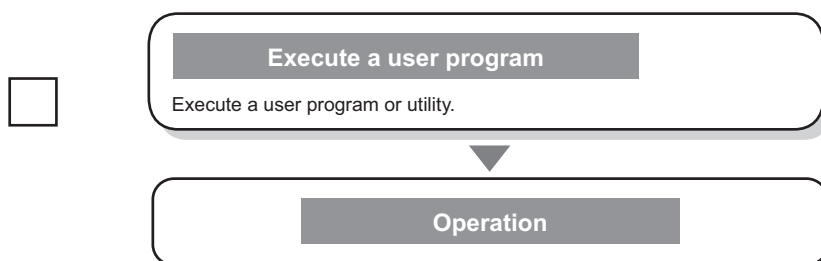 Execute a user program
Execute a user program or utility.
Operation